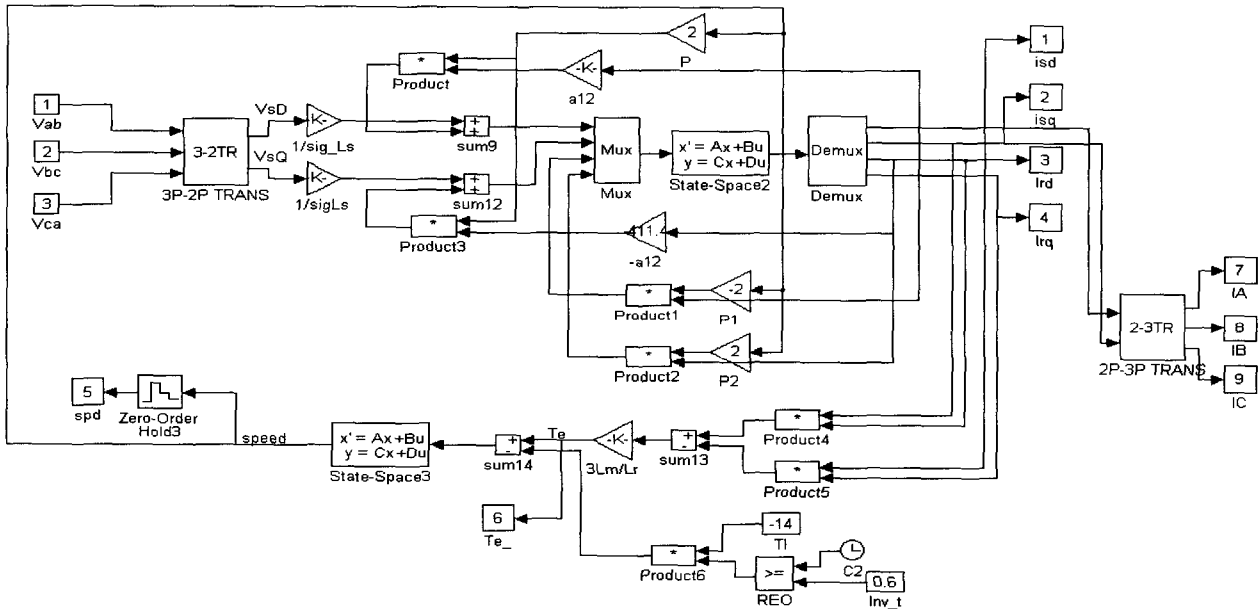 2
P
1
isd
*
Product
-K-
a12
2
isq
1
Vab
VsD
K-
1/sig_Ls
+
+
sum9
2
Vbc
3-2TR
3P-2P TRANS
VsQ
K-
1/sigLs
+
+
sum12
Mux
Mux
x' = Ax+Bu
y = Cx+Du
State-Space2
Demux
Demux
3
Ird
3
Vca
4
Irq
*
Product3
411.4
-a12
7
IA
*
Product1
-2
P1
2-3TR
2P-3P TRANS
8
IB
*
Product2
2
P2
9
IC
5
spd
Zero-Order
Hold3
speed
x' = Ax+Bu
y = Cx+Du
State-Space3
+
-
sum14
Te
-K-
3Lm/Lr
+
-
sum13
*
Product4
*
Product5
6
Te_
-14
Tl
*
Product6
>=
REO
C2
0.6
Inv_t